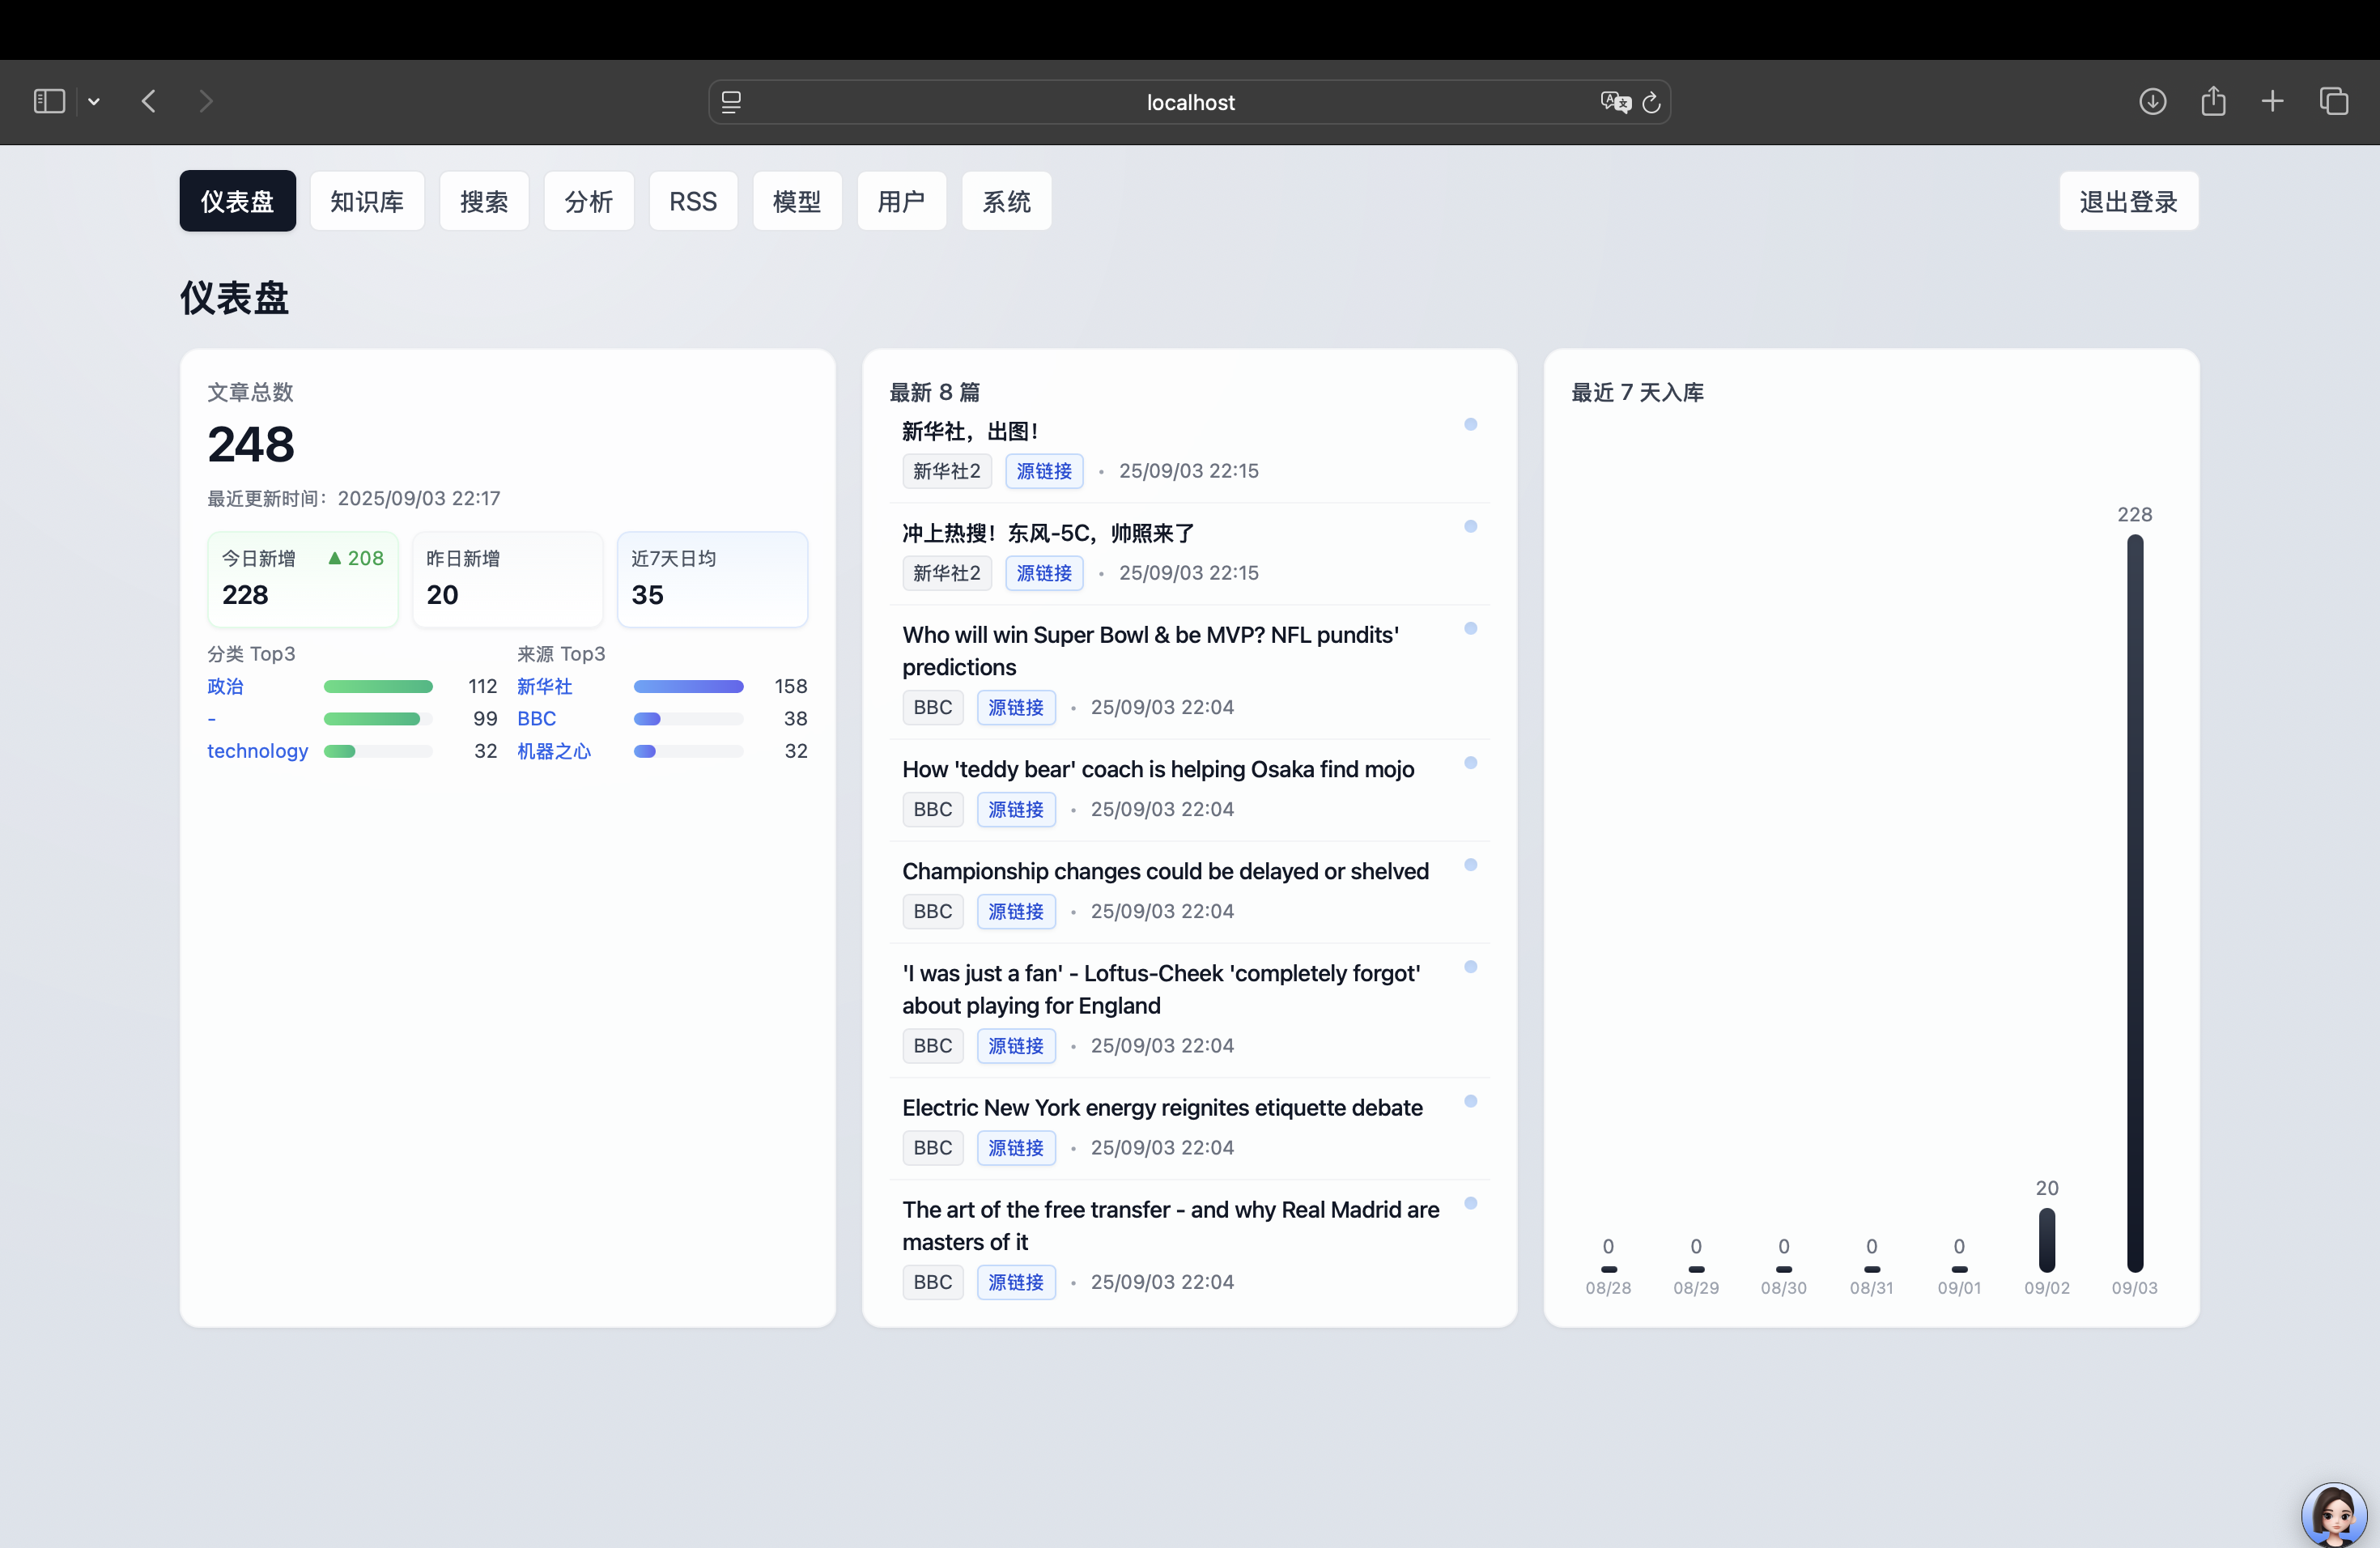 localhost
仪表盘
知识库
搜索
分析
RSS
模型
用户
系统
退出登录
仪表盘
文章总数
248
最近更新时间：2025/09/03 22:17
今日新增 ▲ 208
228
昨日新增
20
近7天日均
35
分类 Top3
政治 112
- 99
technology 32
来源 Top3
新华社 158
BBC 38
机器之心 32
最新 8 篇
新华社，出图！
新华社2 源链接 • 25/09/03 22:15
冲上热搜！东风-5C，帅照来了
新华社2 源链接 • 25/09/03 22:15
Who will win Super Bowl & be MVP? NFL pundits'
predictions
BBC 源链接 • 25/09/03 22:04
How 'teddy bear' coach is helping Osaka find mojo
BBC 源链接 • 25/09/03 22:04
Championship changes could be delayed or shelved
BBC 源链接 • 25/09/03 22:04
'I was just a fan' - Loftus-Cheek 'completely forgot'
about playing for England
BBC 源链接 • 25/09/03 22:04
Electric New York energy reignites etiquette debate
BBC 源链接 • 25/09/03 22:04
The art of the free transfer - and why Real Madrid are
masters of it
BBC 源链接 • 25/09/03 22:04
最近 7 天入库
0 0 0 0 0 20 228
08/28 08/29 08/30 08/31 09/01 09/02 09/03